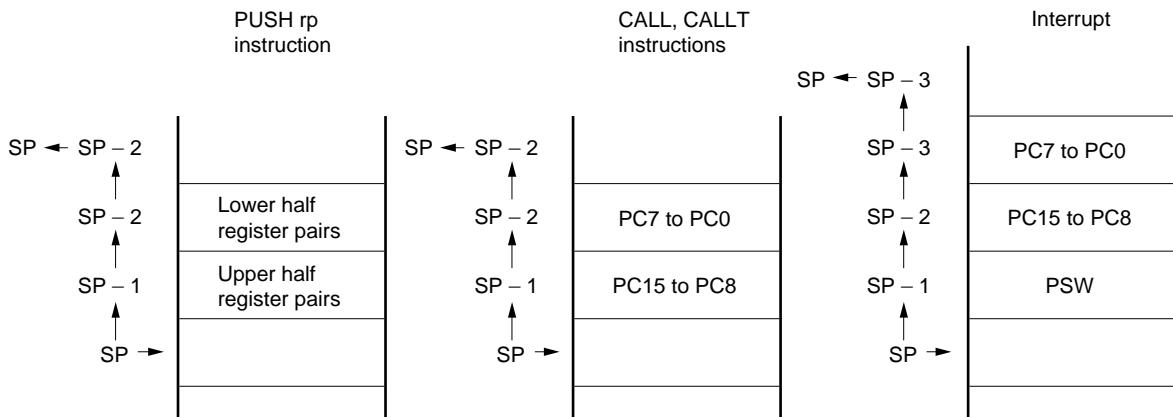 PUSH rp
instruction
SP
SP – 2
SP – 2
Lower half
register pairs
SP – 1
Upper half
register pairs
SP
CALL, CALLT
instructions
SP
SP – 2
SP – 2
PC7 to PC0
SP – 1
PC15 to PC8
SP
Interrupt
SP
SP – 3
SP – 3
PC7 to PC0
SP – 2
PC15 to PC8
SP – 1
PSW
SP